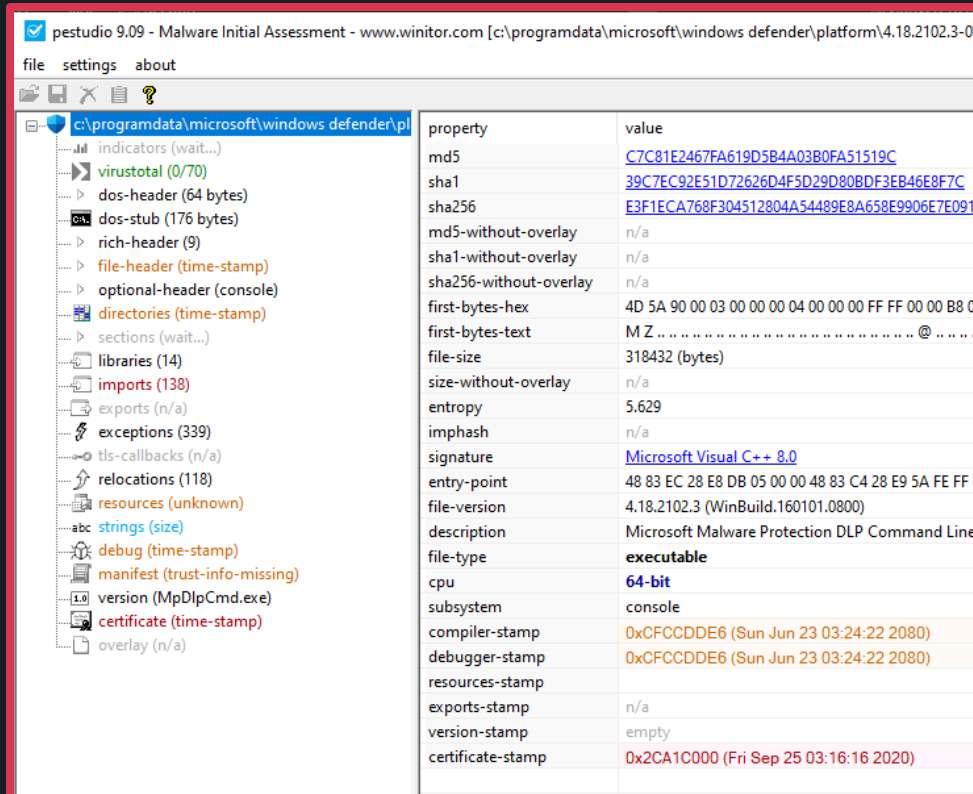 pestudio 9.09 - Malware Initial Assessment - www.winitor.com [c:\programdata\microsoft\windows defender\platform\4.18.2102.3-0
file settings about
c:\programdata\microsoft\windows defender\pl
indicators (wait...)
virustotal (0/70)
dos-header (64 bytes)
dos-stub (176 bytes)
rich-header (9)
file-header (time-stamp)
optional-header (console)
directories (time-stamp)
sections (wait...)
libraries (14)
imports (138)
exports (n/a)
exceptions (339)
tls-callbacks (n/a)
relocations (118)
resources (unknown)
abc strings (size)
debug (time-stamp)
manifest (trust-info-missing)
1.0 version (MpDlpCmd.exe)
certificate (time-stamp)
overlay (n/a)
property value
md5 C7C81E2467FA619D5B4A03B0FA51519C
sha1 39C7EC92E51D72626D4F5D29D80BDF3EB46E8F7C
sha256 E3F1ECA768F304512804A54489E8A658E9906E7E091
md5-without-overlay n/a
sha1-without-overlay n/a
sha256-without-overlay n/a
first-bytes-hex 4D 5A 90 00 03 00 00 00 04 00 00 00 FF FF 00 00 B8 0
first-bytes-text M Z .. .. .. .. .. .. .. .. .. .. .. .. .. .. .. .. .. .. .. .. @ .. .. ..
file-size 318432 (bytes)
size-without-overlay n/a
entropy 5.629
imphash n/a
signature Microsoft Visual C++ 8.0
entry-point 48 83 EC 28 E8 DB 05 00 00 48 83 C4 28 E9 5A FE FF
file-version 4.18.2102.3 (WinBuild.160101.0800)
description Microsoft Malware Protection DLP Command Line
file-type executable
cpu 64-bit
subsystem console
compiler-stamp 0xCFCCDDE6 (Sun Jun 23 03:24:22 2080)
debugger-stamp 0xCFCCDDE6 (Sun Jun 23 03:24:22 2080)
resources-stamp
exports-stamp n/a
version-stamp empty
certificate-stamp 0x2CA1C000 (Fri Sep 25 03:16:16 2020)